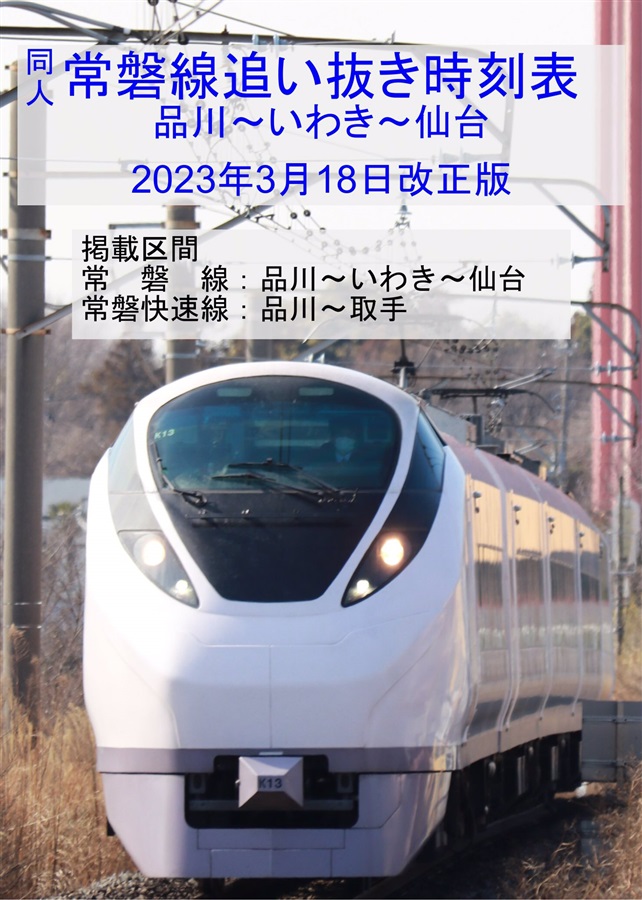 同人
常磐線追い抜き時刻表
品川～いわき～仙台
2023年3月18日改正版
掲載区間
常　磐　線：品川～いわき～仙台
常磐快速線：品川～取手
K13
K13